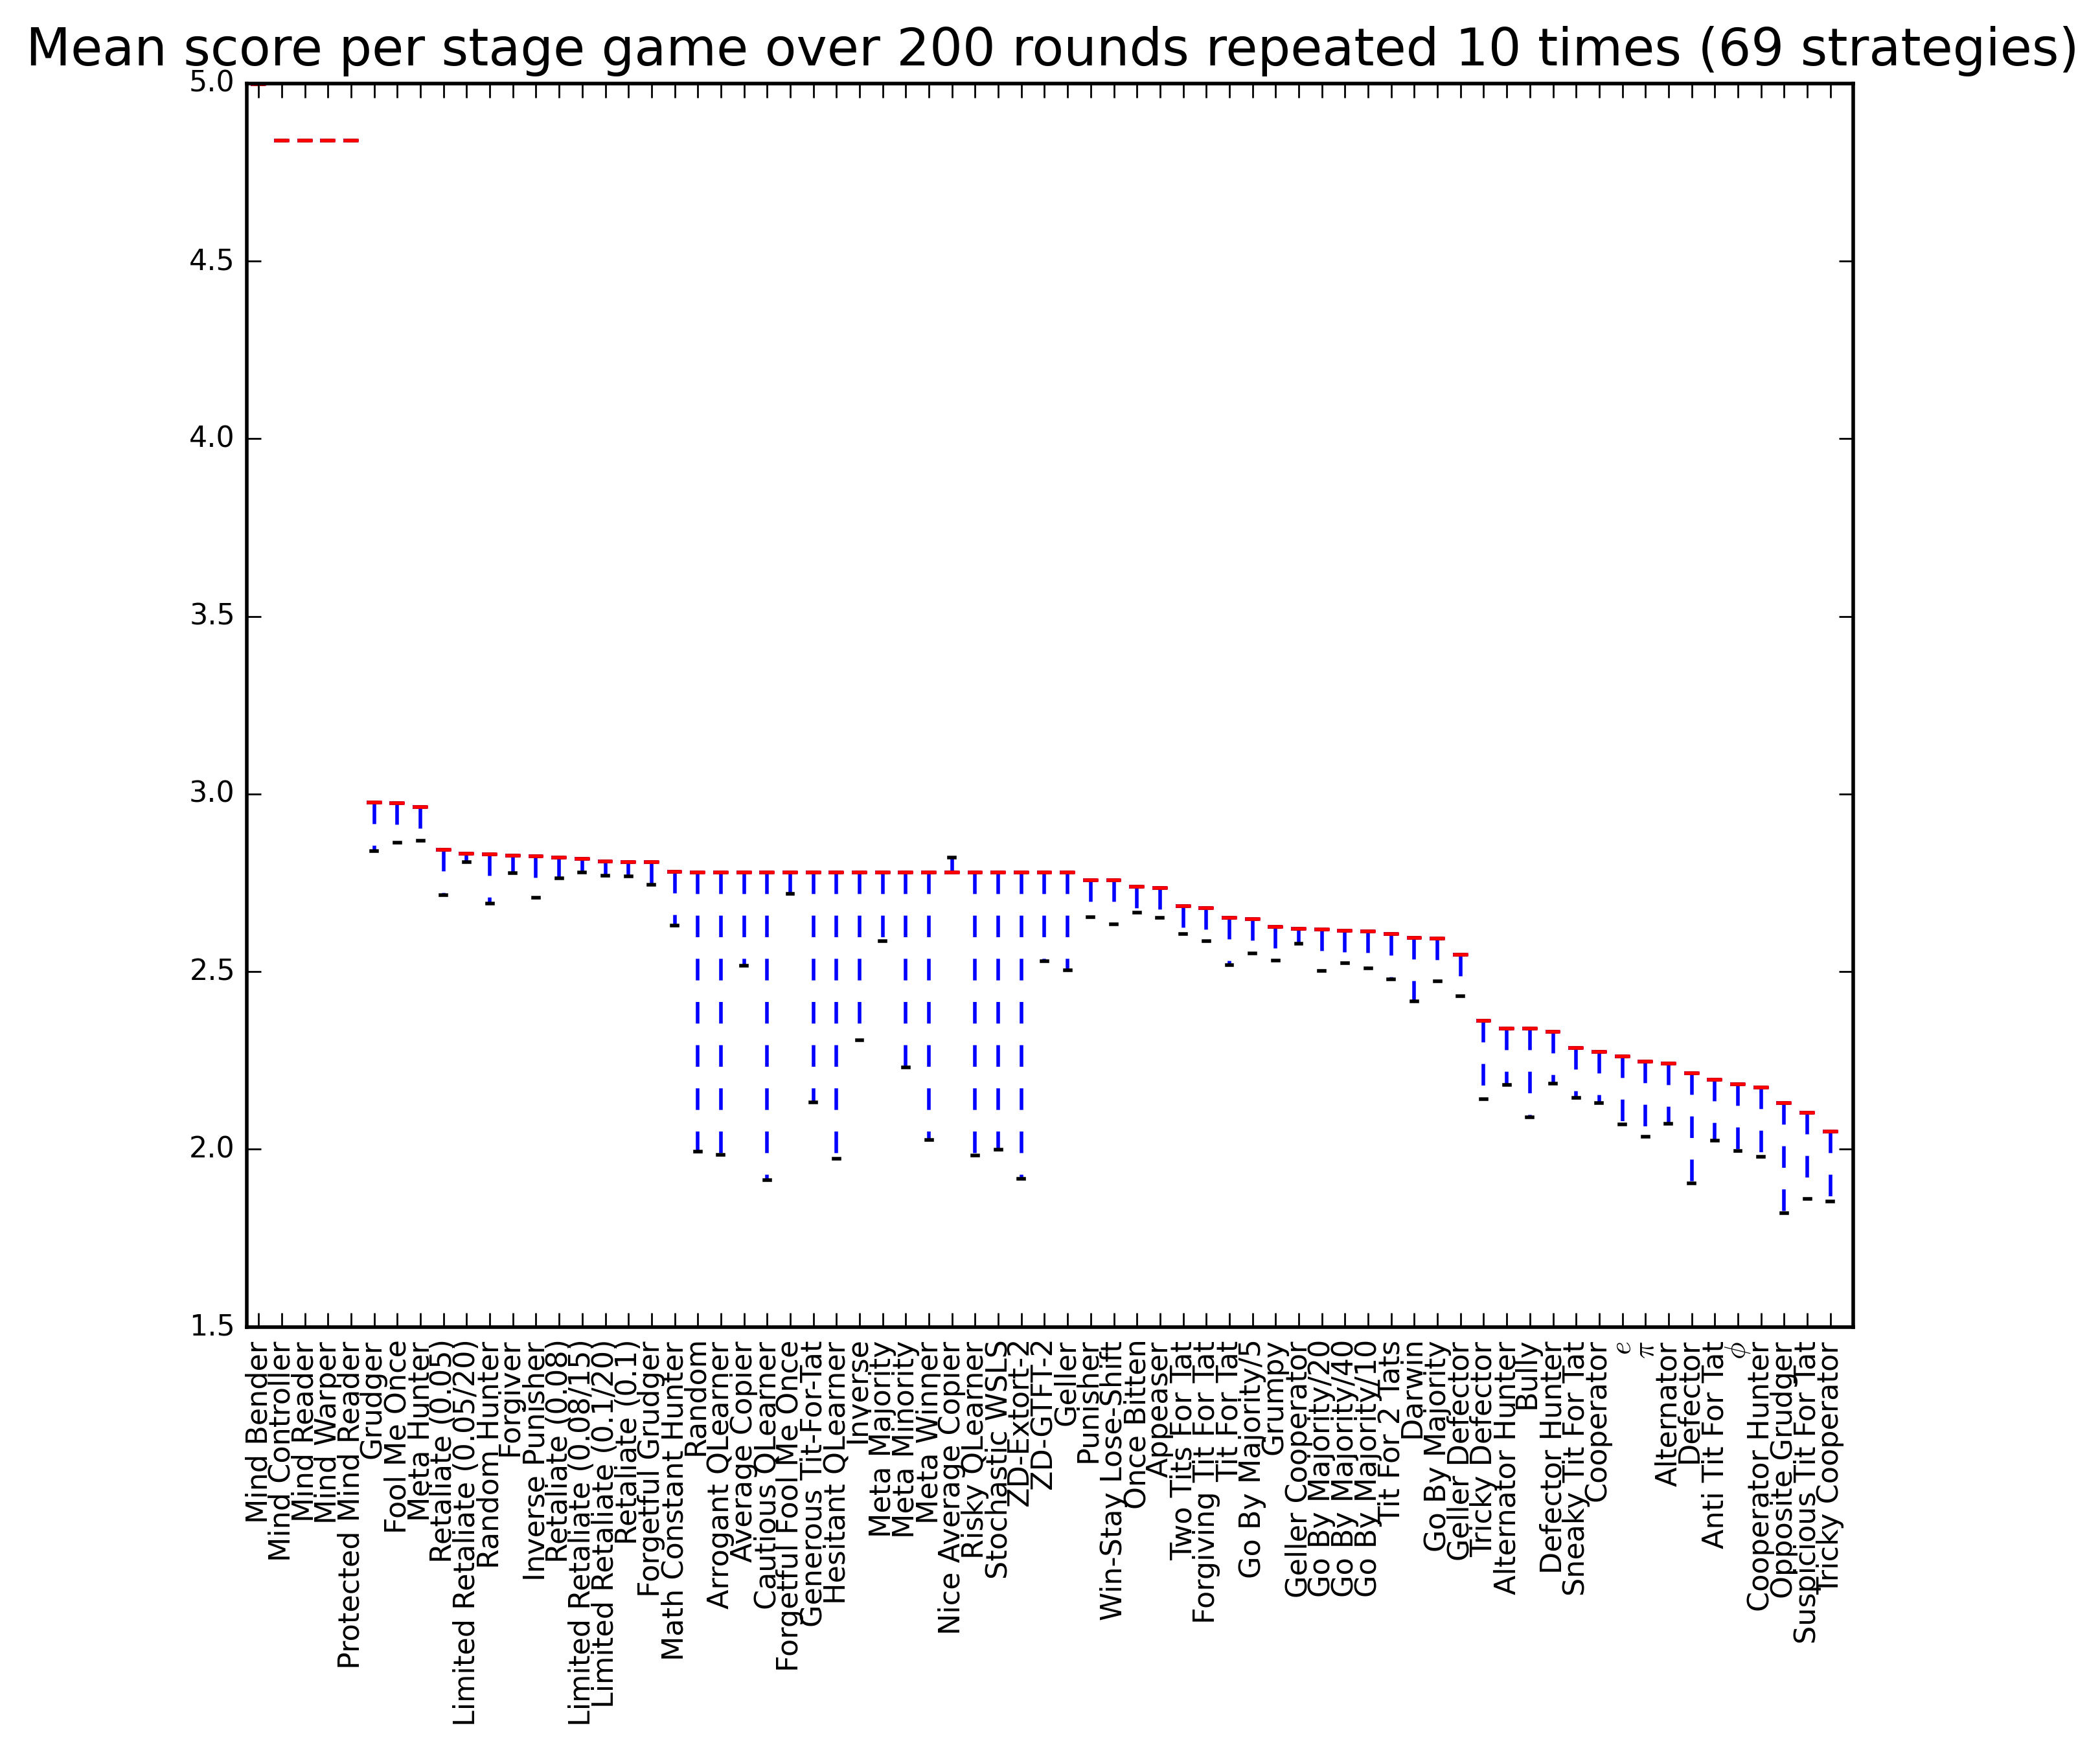 Mean score per stage game over 200 rounds repeated 10 times (69 strategies)
5.0
4.5
4.0
3.5
3.0
2.5
2.0
1.5
Mind Bender
Mind Controller
Mind Reader
Mind Warper
Protected Mind Reader
Grudger
Fool Me Once
Meta Hunter
Retaliate (0.05)
Limited Retaliate (0.05/20)
Random Hunter
Forgiver
Inverse Punisher
Retaliate (0.08)
Limited Retaliate (0.08/15)
Limited Retaliate (0.1/20)
Retaliate (0.1)
Forgetful Grudger
Math Constant Hunter
Random
Arrogant QLearner
Average Copier
Cautious QLearner
Forgetful Fool Me Once
Generous Tit-For-Tat
Hesitant QLearner
Inverse
Meta Majority
Meta Minority
Meta Winner
Nice Average Copier
Risky QLearner
Stochastic WSLS
ZD-Extort-2
ZD-GTFT-2
Geller
Punisher
Win-Stay Lose-Shift
Once Bitten
Appeaser
Two Tits For Tat
Forgiving Tit For Tat
Tit For Tat
Go By Majority/5
Grumpy
Geller Cooperator
Go By Majority/20
Go By Majority/40
Go By Majority/10
Tit For 2 Tats
Darwin
Go By Majority
Geller Defector
Tricky Defector
Alternator Hunter
Bully
Defector Hunter
Sneaky Tit For Tat
Cooperator
e
π
Alternator
Defector
Anti Tit For Tat
ϕ
Cooperator Hunter
Opposite Grudger
Suspicious Tit For Tat
Tricky Cooperator